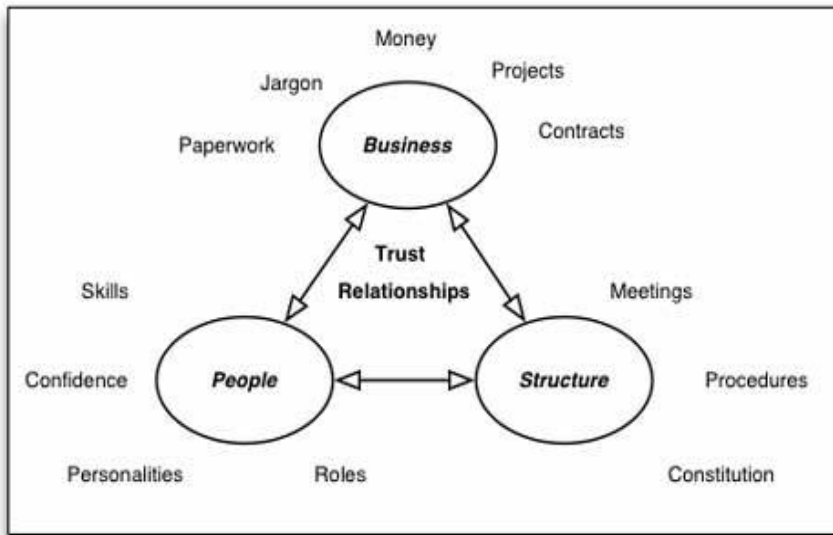 Money
Projects
Jargon
Contracts
Paperwork
Business
Trust
Relationships
Skills
Meetings
Confidence
People
Structure
Procedures
Personalities
Roles
Constitution